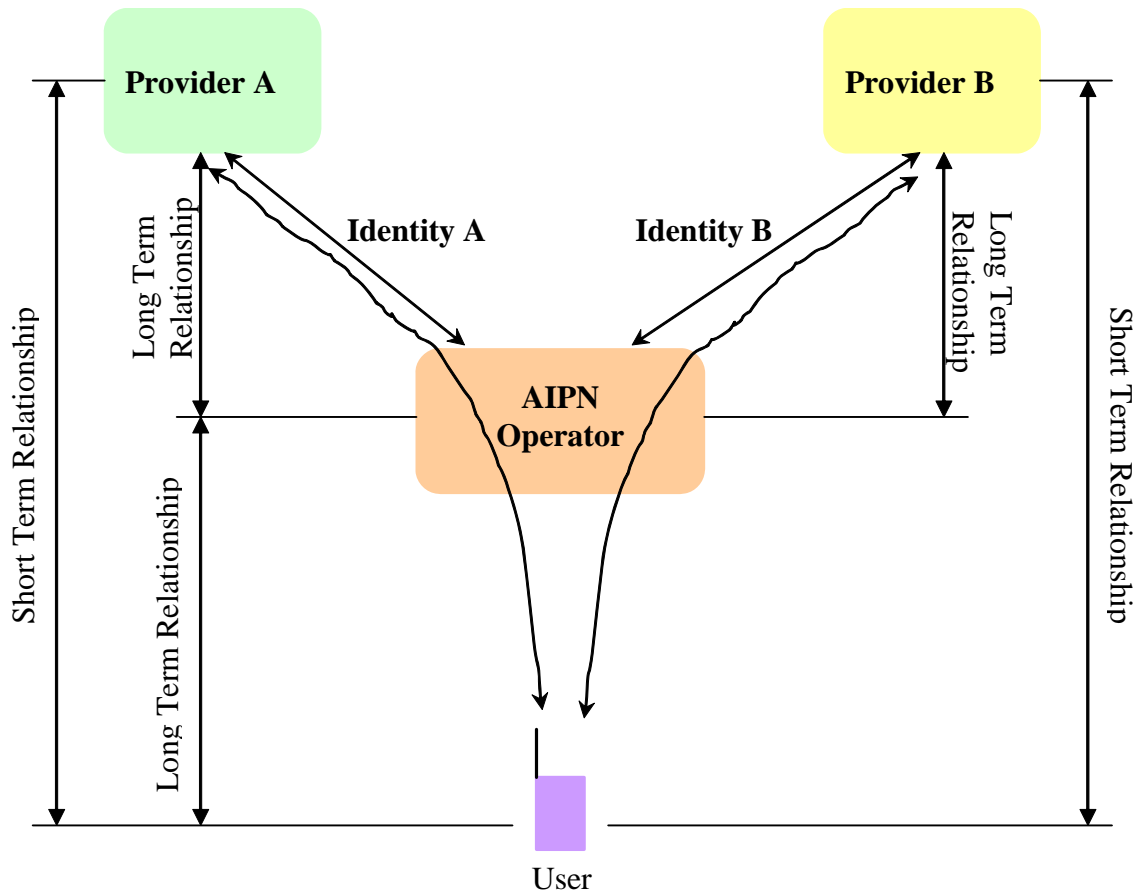 Provider A
Provider B
Identity A
Identity B
Long Term
Relationship
Long Term
Relationship
AIPN
Operator
Short Term Relationship
Long Term Relationship
Short Term Relationship
User